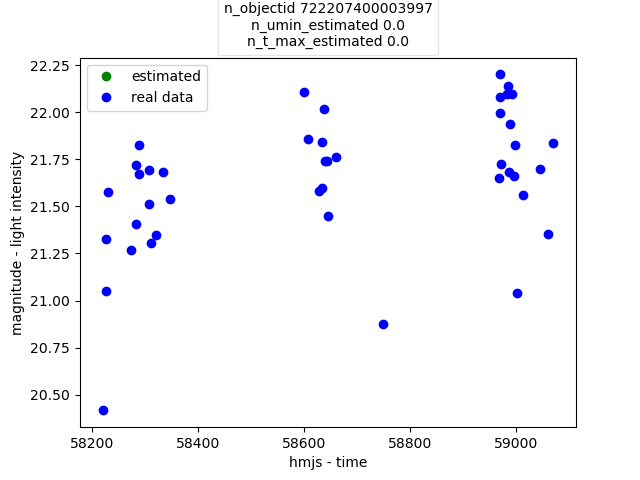 n_objectid 722207400003997
n_umin_estimated 0.0
n_t_max_estimated 0.0
estimated
real data
22.25
22.00
21.75
21.50
21.25
21.00
20.75
20.50
magnitude - light intensity
58200 58400 58600 58800 59000
hmjs - time